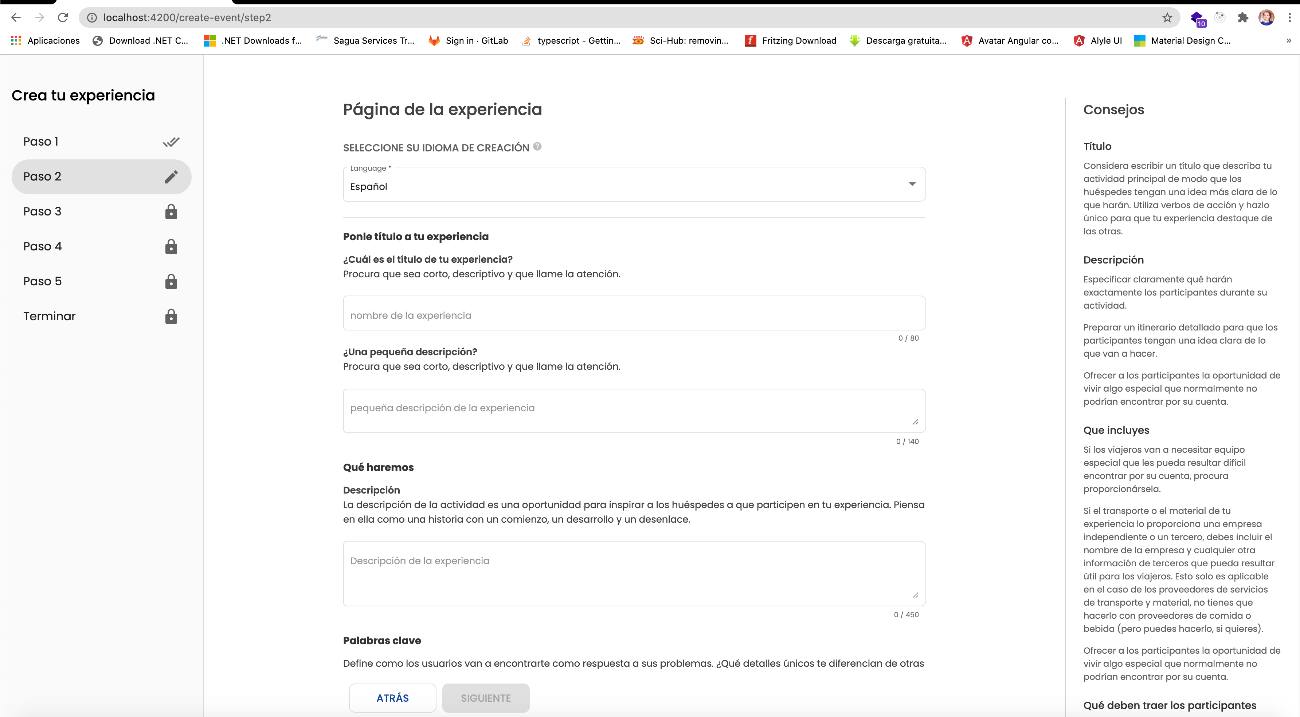 localhost:4200/create-event/step2
10
Aplicaciones
Download .NET C...
.NET Downloads f...
Sagua Services Tr...
Sign in · GitLab
typescript - Gettin...
Sci-Hub: removin...
Fritzing Download
Descarga gratuita...
Avatar Angular co...
Alyle UI
Material Design C...
»
Crea tu experiencia
Paso 1
Paso 2
Paso 3
Paso 4
Paso 5
Terminar
Página de la experiencia
SELECCIONE SU IDIOMA DE CREACIÓN ?
Language *
Español
Ponle título a tu experiencia
¿Cuál es el título de tu experiencia?
Procura que sea corto, descriptivo y que llame la atención.
nombre de la experiencia
0 / 80
¿Una pequeña descripción?
Procura que sea corto, descriptivo y que llame la atención.
pequeña descripción de la experiencia
0 / 140
Qué haremos
Descripción
La descripción de la actividad es una oportunidad para inspirar a los huéspedes a que participen en tu experiencia. Piensa
en ella como una historia con un comienzo, un desarrollo y un desenlace.
Descripción de la experiencia
0 / 450
Palabras clave
Define como los usuarios van a encontrarte como respuesta a sus problemas. ¿Qué detalles únicos te diferencian de otras
ATRÁS
SIGUIENTE
Consejos
Título
Considera escribir un título que describa tu
actividad principal de modo que los
huéspedes tengan una idea más clara de lo
que harán. Utiliza verbos de acción y hazlo
único para que tu experiencia destaque de
las otras.
Descripción
Especificar claramente qué harán
exactamente los participantes durante su
actividad.
Preparar un itinerario detallado para que los
participantes tengan una idea clara de lo
que van a hacer.
Ofrecer a los participantes la oportunidad de
vivir algo especial que normalmente no
podrían encontrar por su cuenta.
Que incluyes
Si los viajeros van a necesitar equipo
especial que les pueda resultar difícil
encontrar por su cuenta, procura
proporcionársela.
Si el transporte o el material de tu
experiencia lo proporciona una empresa
independiente o un tercero, debes incluir el
nombre de la empresa y cualquier otra
información de terceros que pueda resultar
útil para los viajeros. Esto solo es aplicable
en el caso de los proveedores de servicios
de transporte y material, no tienes que
hacerlo con proveedores de comida o
bebida (pero puedes hacerlo, si quieres).
Ofrecer a los participantes la oportunidad de
vivir algo especial que normalmente no
podrían encontrar por su cuenta.
Qué deben traer los participantes